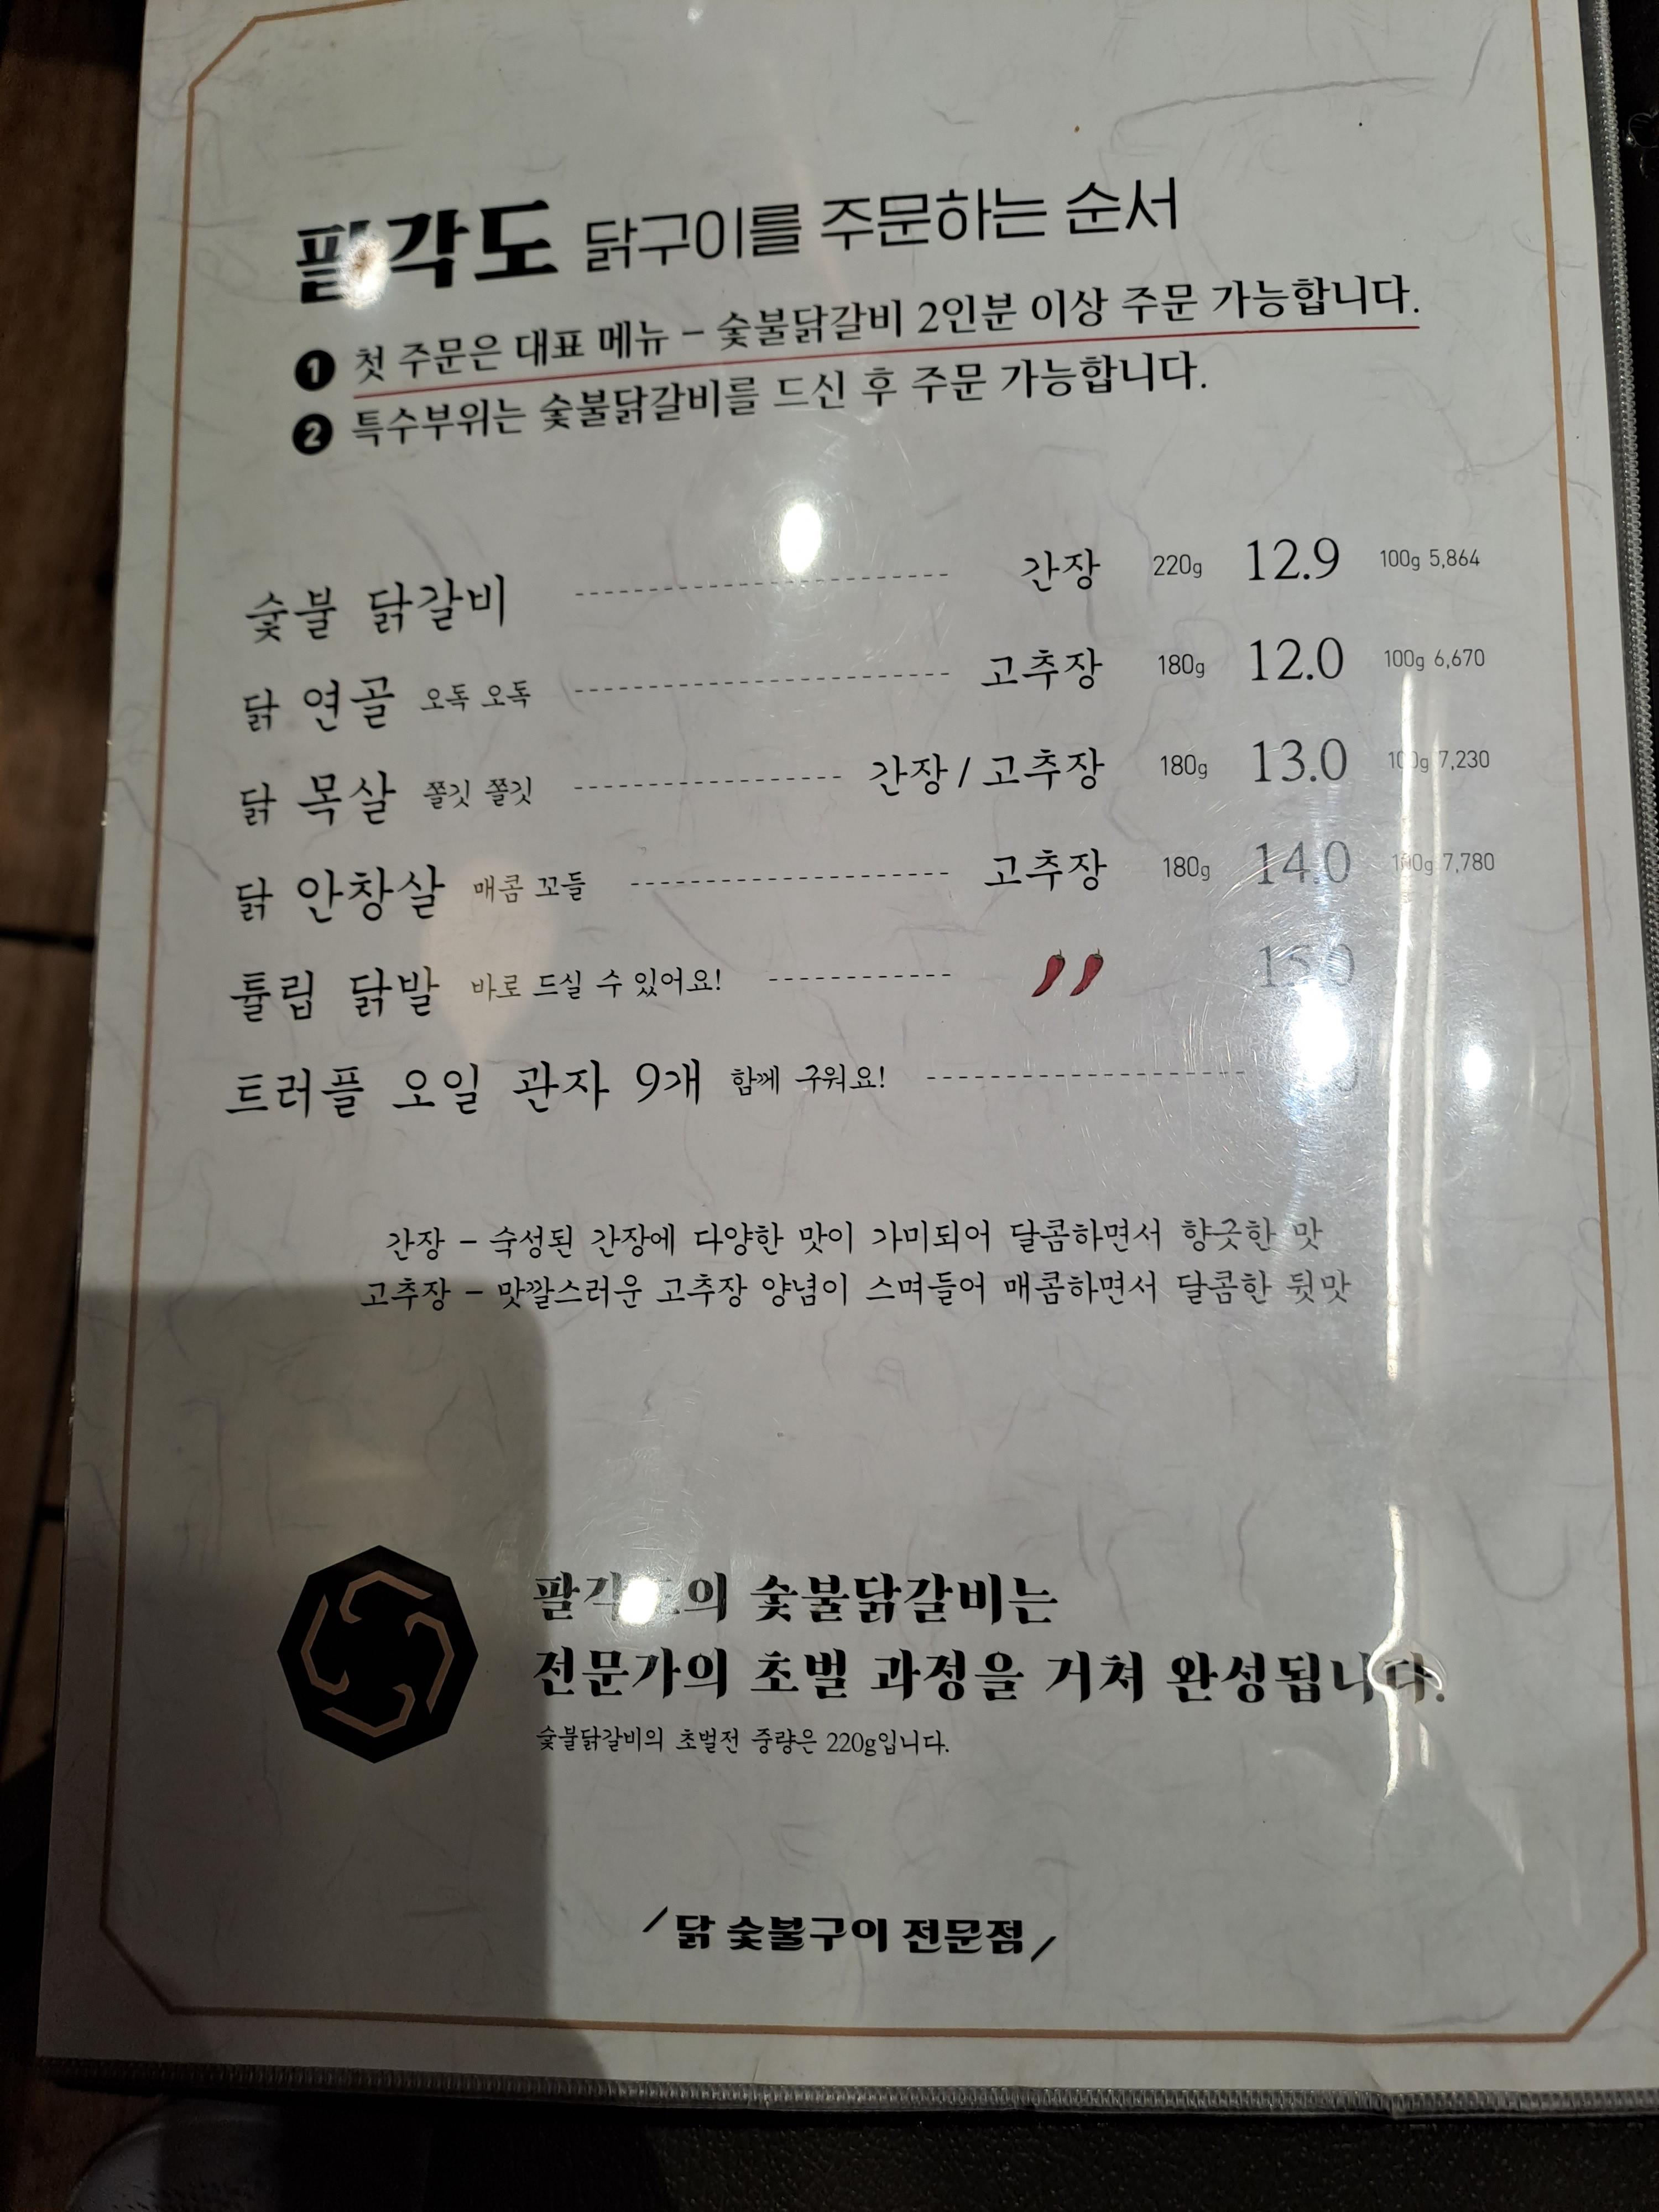 팔각도 닭구이를 주문하는 순서
1 첫 주문은 대표 메뉴 - 숯불닭갈비 2인분 이상 주문 가능합니다.
2 특수부위는 숯불닭갈비를 드신 후 주문 가능합니다.
숯불 닭갈비 간장 220g 12.9 100g 5,864
닭 연골 오독 오독 고추장 180g 12.0 100g 6,670
닭 목살 쫄깃 쫄깃 간장 / 고추장 180g 13.0 100g 7,230
닭 안창살 매콤 꼬들 고추장 180g 14.0 100g 7,780
튤립 닭발 바로 드실 수 있어요! 15.0
트러플 오일 관자 9개 함께 구워요!
간장 - 숙성된 간장에 다양한 맛이 가미되어 달콤하면서 향긋한 맛
고추장 - 맛깔스러운 고추장 양념이 스며들어 매콤하면서 달콤한 뒷맛
팔각도의 숯불닭갈비는
전문가의 초벌 과정을 거쳐 완성됩니다.
숯불닭갈비의 초벌전 중량은 220g입니다.
닭 숯불구이 전문점